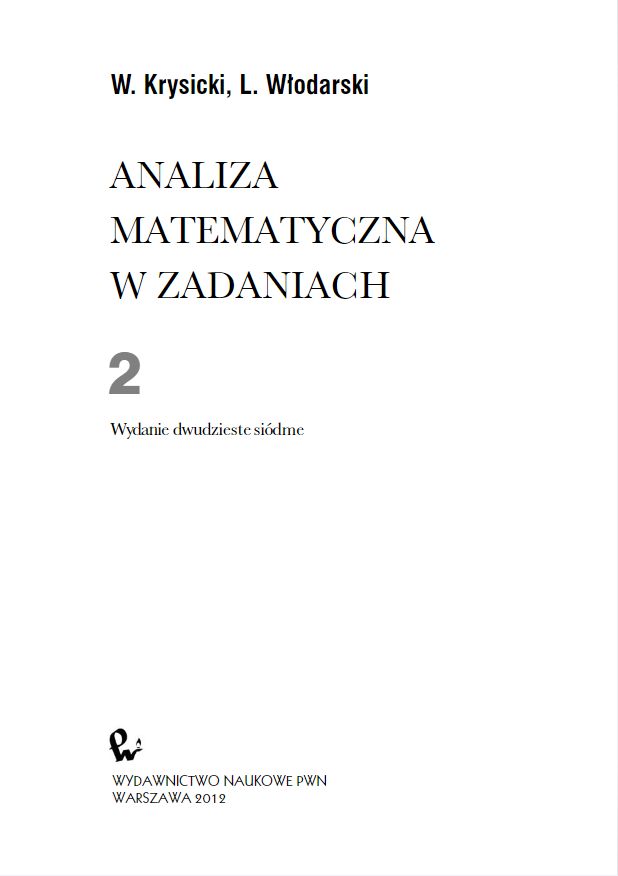 W. Krysicki, L. Włodarski
ANALIZA
MATEMATYCZNA
W ZADANIACH
2
Wydanie dwudzieste siódme
WYDAWNICTWO NAUKOWE PWN
WARSZAWA 2012